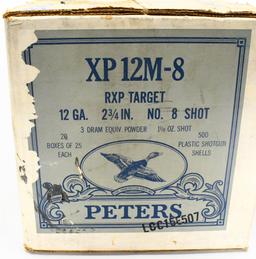 XP 12M-8
RXP TARGET
12 GA. 2¾ IN. NO. 8 SHOT
3 DRAM EQUIV. POWDER 1⅛ OZ. SHOT
20 BOXES OF 25 EACH
500 PLASTIC SHOTGUN SHELLS
PETERS
LCC16E507